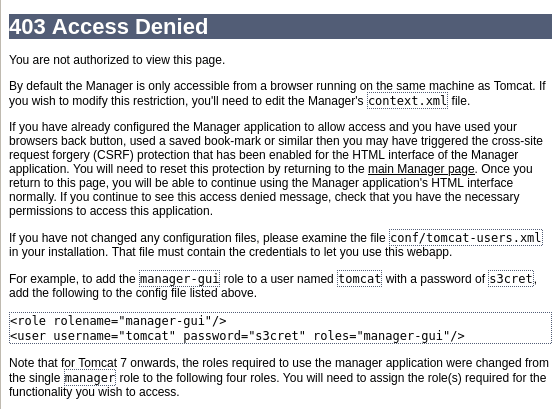 403 Access Denied
You are not authorized to view this page.
By default the Manager is only accessible from a browser running on the same machine as Tomcat. If
you wish to modify this restriction, you'll need to edit the Manager's context.xml file.
If you have already configured the Manager application to allow access and you have used your
browsers back button, used a saved book-mark or similar then you may have triggered the cross-site
request forgery (CSRF) protection that has been enabled for the HTML interface of the Manager
application. You will need to reset this protection by returning to the main Manager page. Once you
return to this page, you will be able to continue using the Manager application's HTML interface
normally. If you continue to see this access denied message, check that you have the necessary
permissions to access this application.
If you have not changed any configuration files, please examine the file conf/tomcat-users.xml
in your installation. That file must contain the credentials to let you use this webapp.
For example, to add the manager-gui role to a user named tomcat with a password of s3cret,
add the following to the config file listed above.
<role rolename="manager-gui"/>
<user username="tomcat" password="s3cret" roles="manager-gui"/>
Note that for Tomcat 7 onwards, the roles required to use the manager application were changed from
the single manager role to the following four roles. You will need to assign the role(s) required for the
functionality you wish to access.